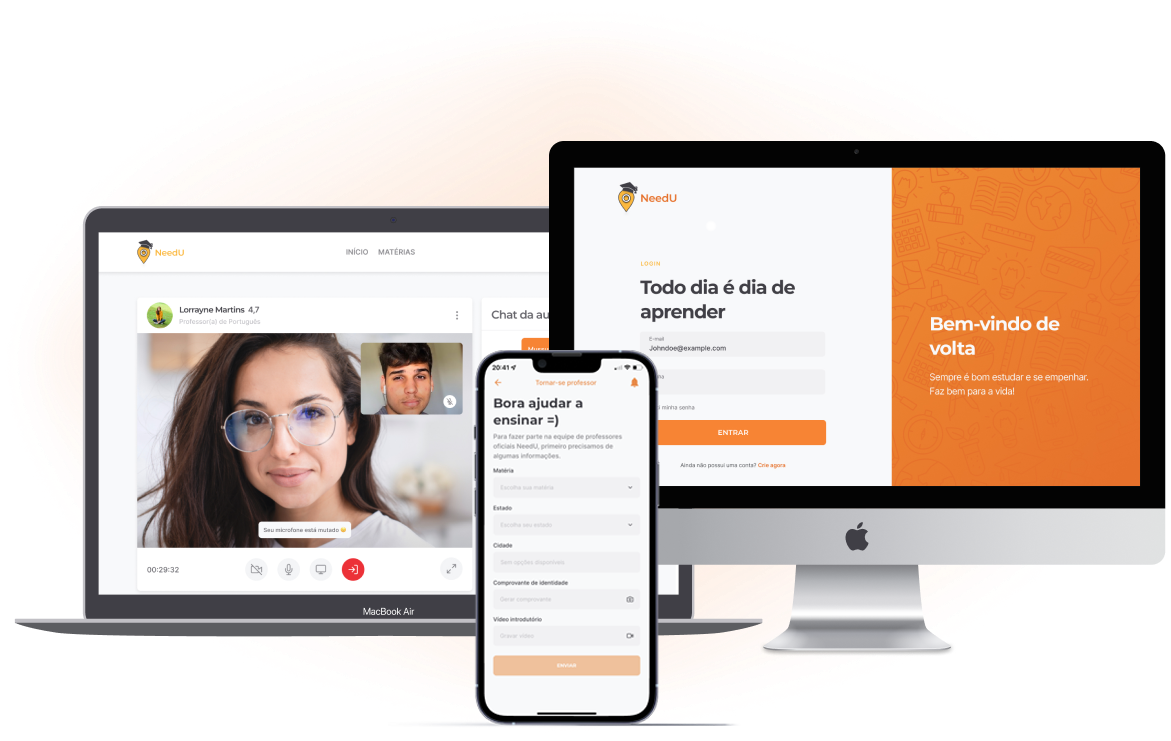 NeedU
INÍCIO MATÉRIAS
Lorrayne Martins 4,7
Professor(a) de Português
Chat da au
Seu microfone está mutado
00:29:32
MacBook Air
20:41
Tornar-se professor
Bora ajudar a
ensinar =)
Para fazer parte na equipe de professores
oficiais NeedU, primeiro precisamos de
algumas informações.
Matéria
Escolha sua matéria
Estado
Escolha seu estado
Cidade
Sem opções disponíveis
Comprovante de identidade
Gerar comprovante
Vídeo introdutório
Gravar vídeo
ENVIAR
NeedU
LOGIN
Todo dia é dia de
aprender
E-mail
Johndoe@example.com
minha senha
ENTRAR
Ainda não possui uma conta? Crie agora
Bem-vindo de
volta
Sempre é bom estudar e se empenhar.
Faz bem para a vida!